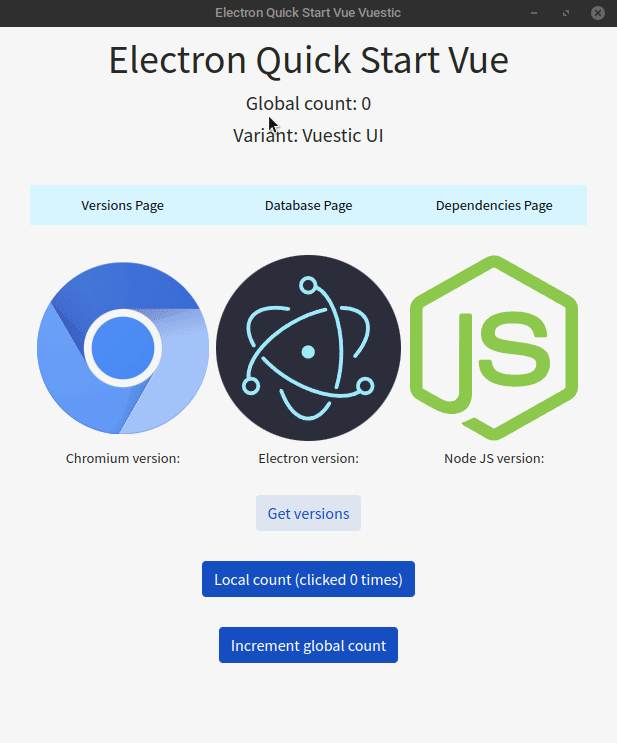 Electron Quick Start Vue Vuestic
Electron Quick Start Vue
Global count: 0
Variant: Vuestic UI
Versions Page Database Page Dependencies Page
JS
Chromium version: Electron version: Node JS version:
Get versions
Local count (clicked 0 times)
Increment global count